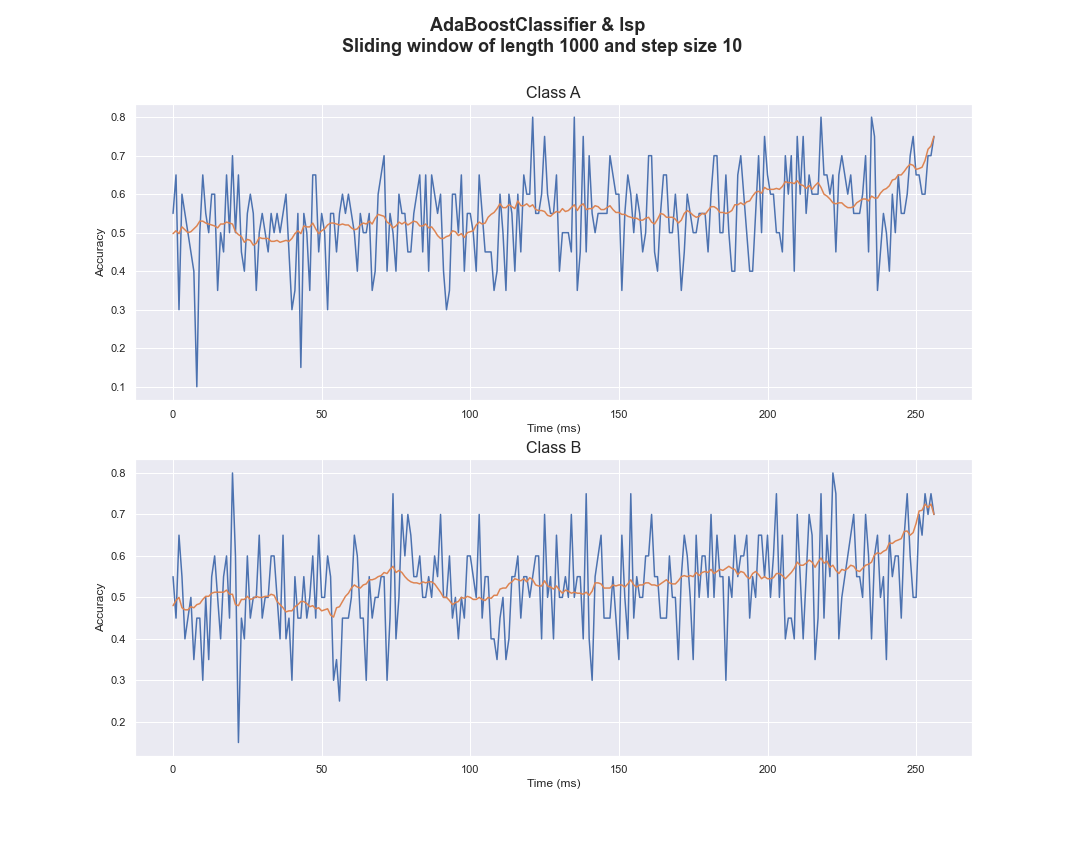 AdaBoostClassifier & lsp
Sliding window of length 1000 and step size 10
Class A
0.8
0.7
0.6
0.5
0.4
0.3
0.2
0.1
Accuracy
0 50 100 150 200 250
Time (ms)
Class B
0.8
0.7
0.6
0.5
0.4
0.3
0.2
Accuracy
0 50 100 150 200 250
Time (ms)